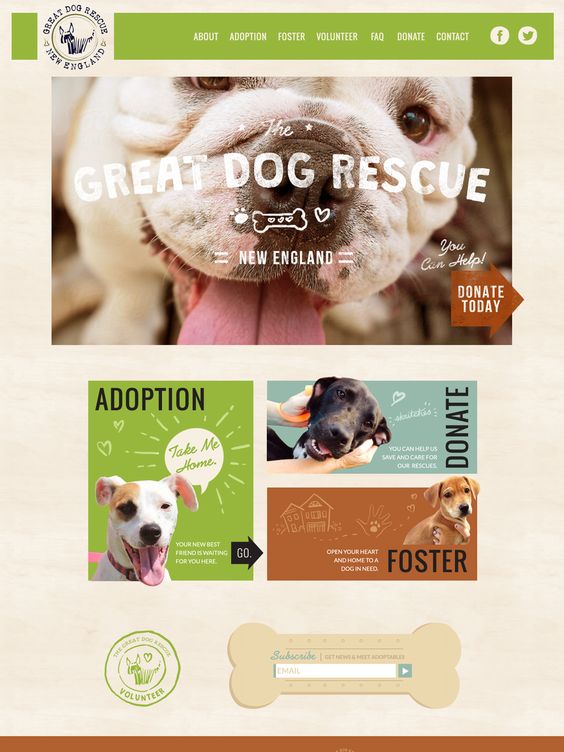 GREAT DOG RESCUE
NEW ENGLAND
ABOUT ADOPTION FOSTER VOLUNTEER FAQ DONATE CONTACT
The
GREAT DOG RESCUE
NEW ENGLAND
You
Can Help!
DONATE
TODAY
ADOPTION
Take Me
Home.
YOUR NEW BEST
FRIEND IS WAITING
FOR YOU HERE.
GO.
skritches
YOU CAN HELP US
SAVE AND CARE FOR
OUR RESCUES.
DONATE
OPEN YOUR HEART
AND HOME TO A
DOG IN NEED.
FOSTER
THE GREAT DOG RESCUE
VOLUNTEER
Subscribe | GET NEWS & MEET ADOPTABLES
EMAIL